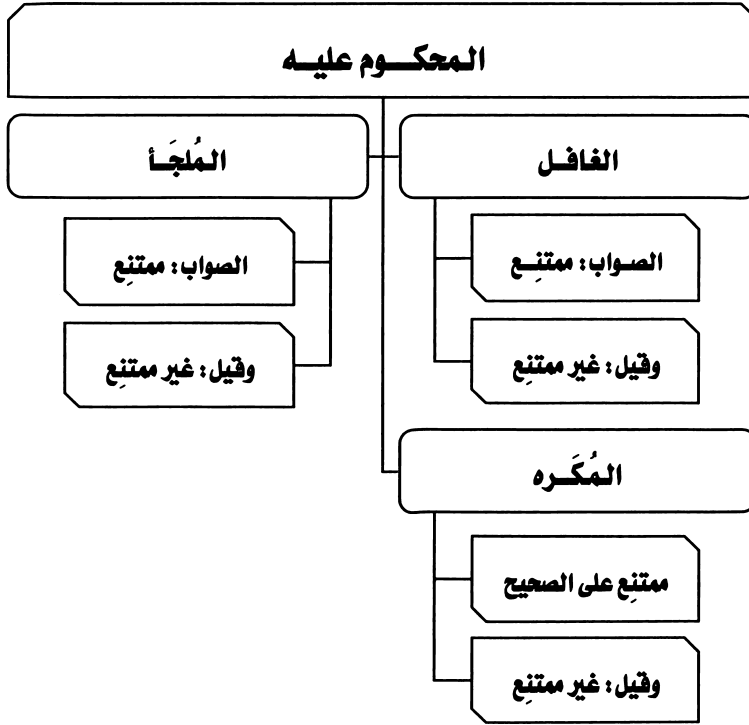 المحكوم عليه
الغافل
الصواب: ممتنِع
وقيل: غير ممتنِع
المُلجَأ
الصواب: ممتنِع
وقيل: غير ممتنِع
المُكرَه
ممتنِع على الصحيح
وقيل: غير ممتنِع